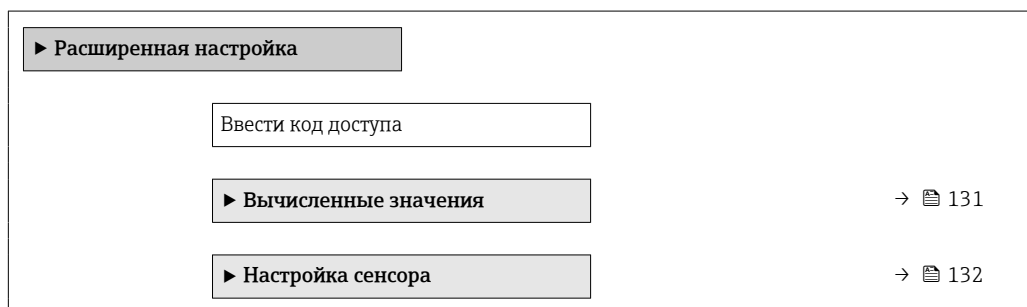 ▶ Расширенная настройка
Ввести код доступа
▶ Вычисленные значения → 131
▶ Настройка сенсора → 132